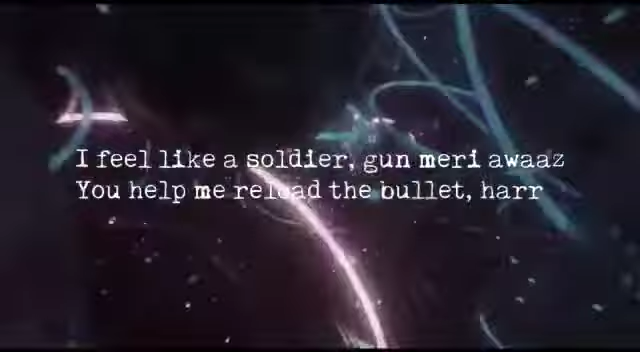 I feel like a soldier, gun meri awaaz
You help me reload the bullet, harr